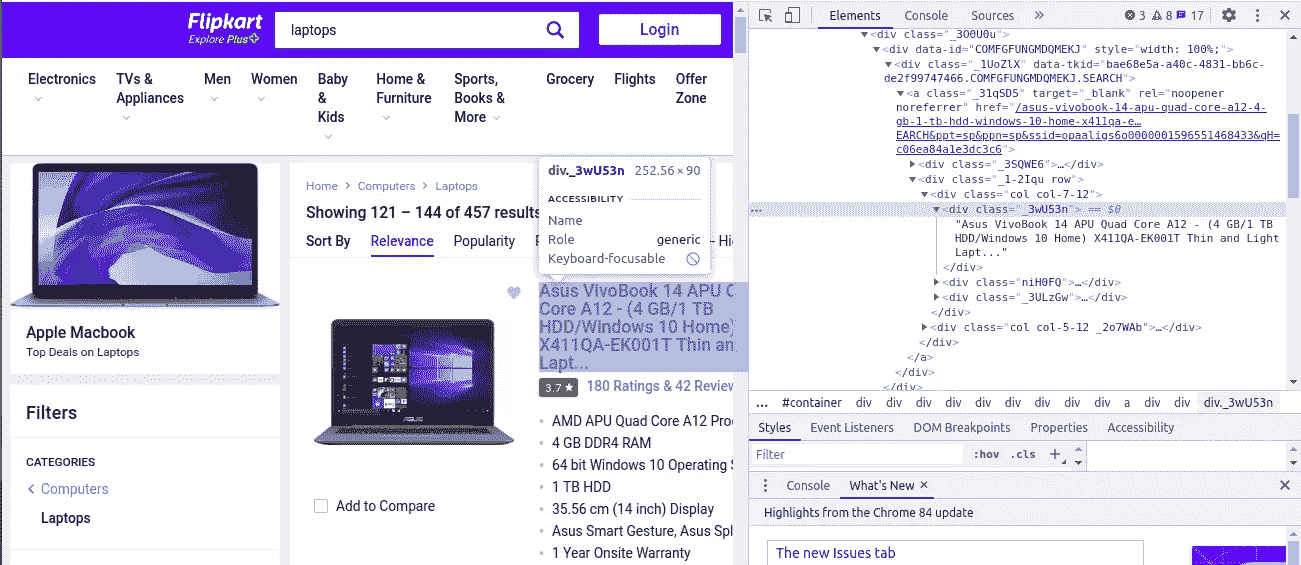 Flipkart
Explore Plus
laptops
Login
Electronics
TVs &
Appliances
Men
Women
Baby
&
Kids
Home &
Furniture
Sports,
Books &
More
Grocery
Flights
Offer
Zone
Apple Macbook
Top Deals on Laptops
Filters
CATEGORIES
Computers
Laptops
Home > Computers > Laptops
Showing 121 – 144 of 457 results
Sort By Relevance Popularity
div._3wU53n 252.56 × 90
ACCESSIBILITY
Name
Role generic
Keyboard-focusable
Asus VivoBook 14 APU
Core A12 - (4 GB/1 TB
HDD/Windows 10 Home)
X411QA-EK001T Thin an
Lapt...
3.7 ★ 180 Ratings & 42 Review
AMD APU Quad Core A12 Pro
4 GB DDR4 RAM
64 bit Windows 10 Operating
1 TB HDD
35.56 cm (14 inch) Display
Asus Smart Gesture, Asus Spl
1 Year Onsite Warranty
ASUS
Add to Compare
Elements Console Sources » 3 8 17
<div class="_3O0U0u">
<div data-id="COMFGFUNGMDQMEKJ" style="width: 100%;">
<div class="_1UoZlX" data-tkid="bae68e5a-a40c-4831-bb6c-
de2f99747466.COMFGFUNGMDQMEKJ.SEARCH">
<a class="_31qSD5" target="_blank" rel="noopener
noreferrer" href="/asus-vivobook-14-apu-quad-core-a12-4-
gb-1-tb-hdd-windows-10-home-x411qa-e…
EARCH&ppt=sp&ppn=sp&ssid=opaaligs6o0000001596551468433&qH=
c06ea84a1e3dc3c6">
<div class="_3SQWE6">…</div>
<div class="_1-2Iqu row">
<div class="col col-7-12">
... <div class="_3wU53n"> == $0
"Asus VivoBook 14 APU Quad Core A12 - (4 GB/1 TB
HDD/Windows 10 Home) X411QA-EK001T Thin and Light
Lapt..."
</div>
<div class="niH0FQ">…</div>
<div class="_3ULzGw">…</div>
</div>
<div class="col col-5-12 _2o7WAb">…</div>
</div>
</a>
</div>
</div>
... #container div div div div div div div div div a div div div._3wU53n
Styles Event Listeners DOM Breakpoints Properties Accessibility
Filter :hov .cls +
Console What's New ×
Highlights from the Chrome 84 update
The new Issues tab